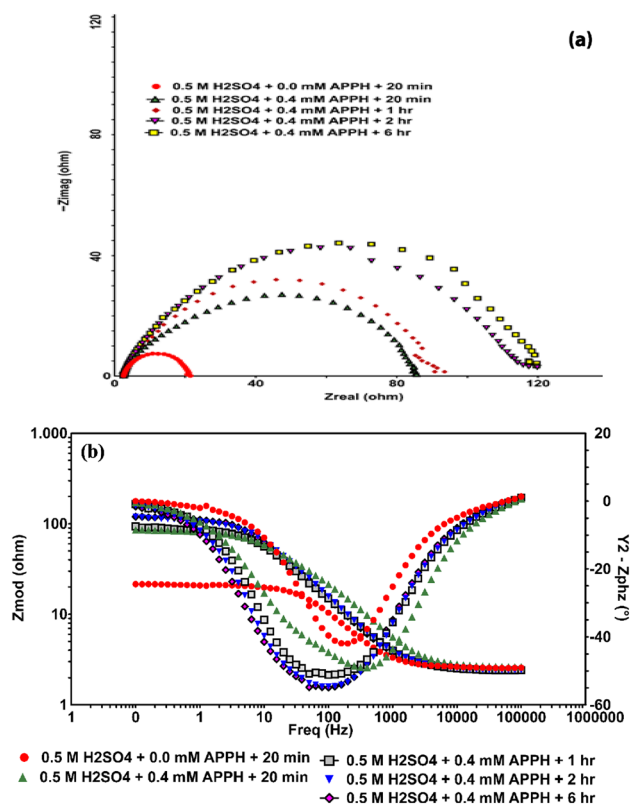 120
(a)
0.5 M H2SO4 + 0.0 mM APPH + 20 min
0.5 M H2SO4 + 0.4 mM APPH + 20 min
0.5 M H2SO4 + 0.4 mM APPH + 1 hr
0.5 M H2SO4 + 0.4 mM APPH + 2 hr
0.5 M H2SO4 + 0.4 mM APPH + 6 hr
80
-Zimag (ohm)
40
0
0 40 80 120
Zreal (ohm)
(b)
1.000 20
100 0
Zmod (ohm) Y2 - Zphz (°)
-20
10
-40
1 -60
1 0 1 10 100 1000 10000 100000 1000000
Freq (Hz)
0.5 M H2SO4 + 0.0 mM APPH + 20 min 0.5 M H2SO4 + 0.4 mM APPH + 1 hr
0.5 M H2SO4 + 0.4 mM APPH + 20 min 0.5 M H2SO4 + 0.4 mM APPH + 2 hr
0.5 M H2SO4 + 0.4 mM APPH + 6 hr